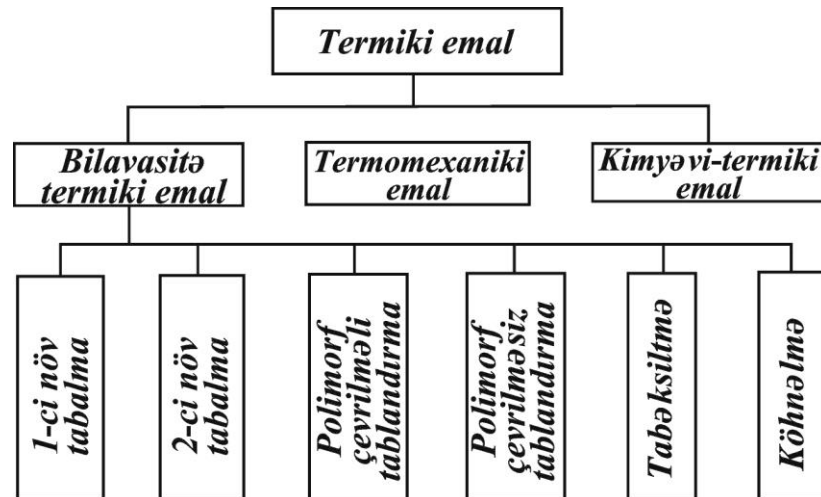 Termiki emal
Bilavasitə
termiki emal
Termomexaniki
emal
Kimyəvi-termiki
emal
1-ci növ
tabalma
2-ci növ
tabalma
Polimorf
çevrilməli
tablandırma
Polimorf
çevrilməsiz
tablandırma
Tabəksiltmə
Köhnəlmə